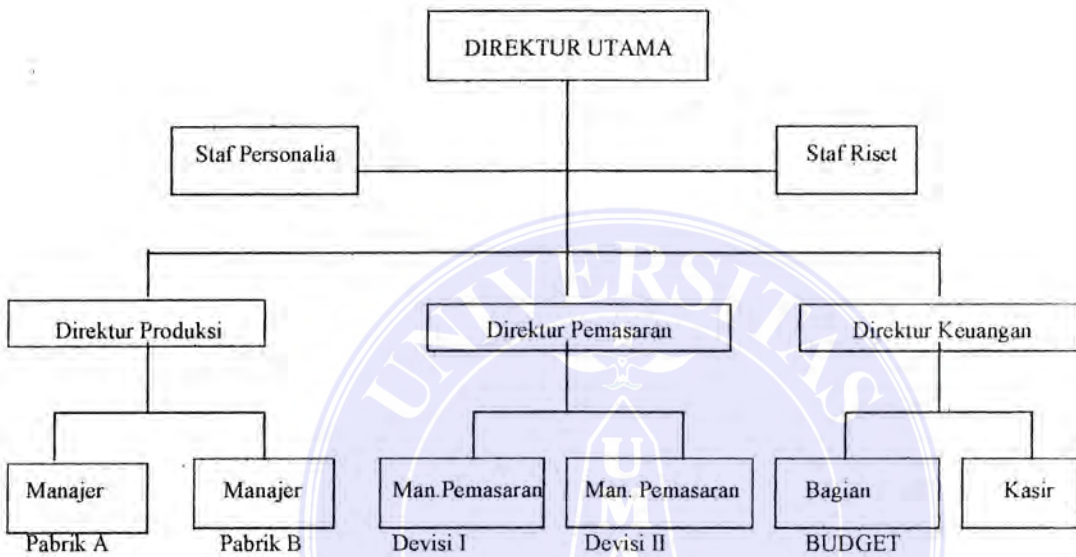 DIREKTUR UTAMA
Staf Personalia
Staf Riset
UNIVERSITAS
Direktur Produksi
Direktur Pemasaran
Direktur Keuangan
Manajer
Pabrik A
Manajer
Pabrik B
Man.Pemasaran
Devisi I
Man. Pemasaran
Devisi II
Bagian
BUDGET
Kasir
U
M